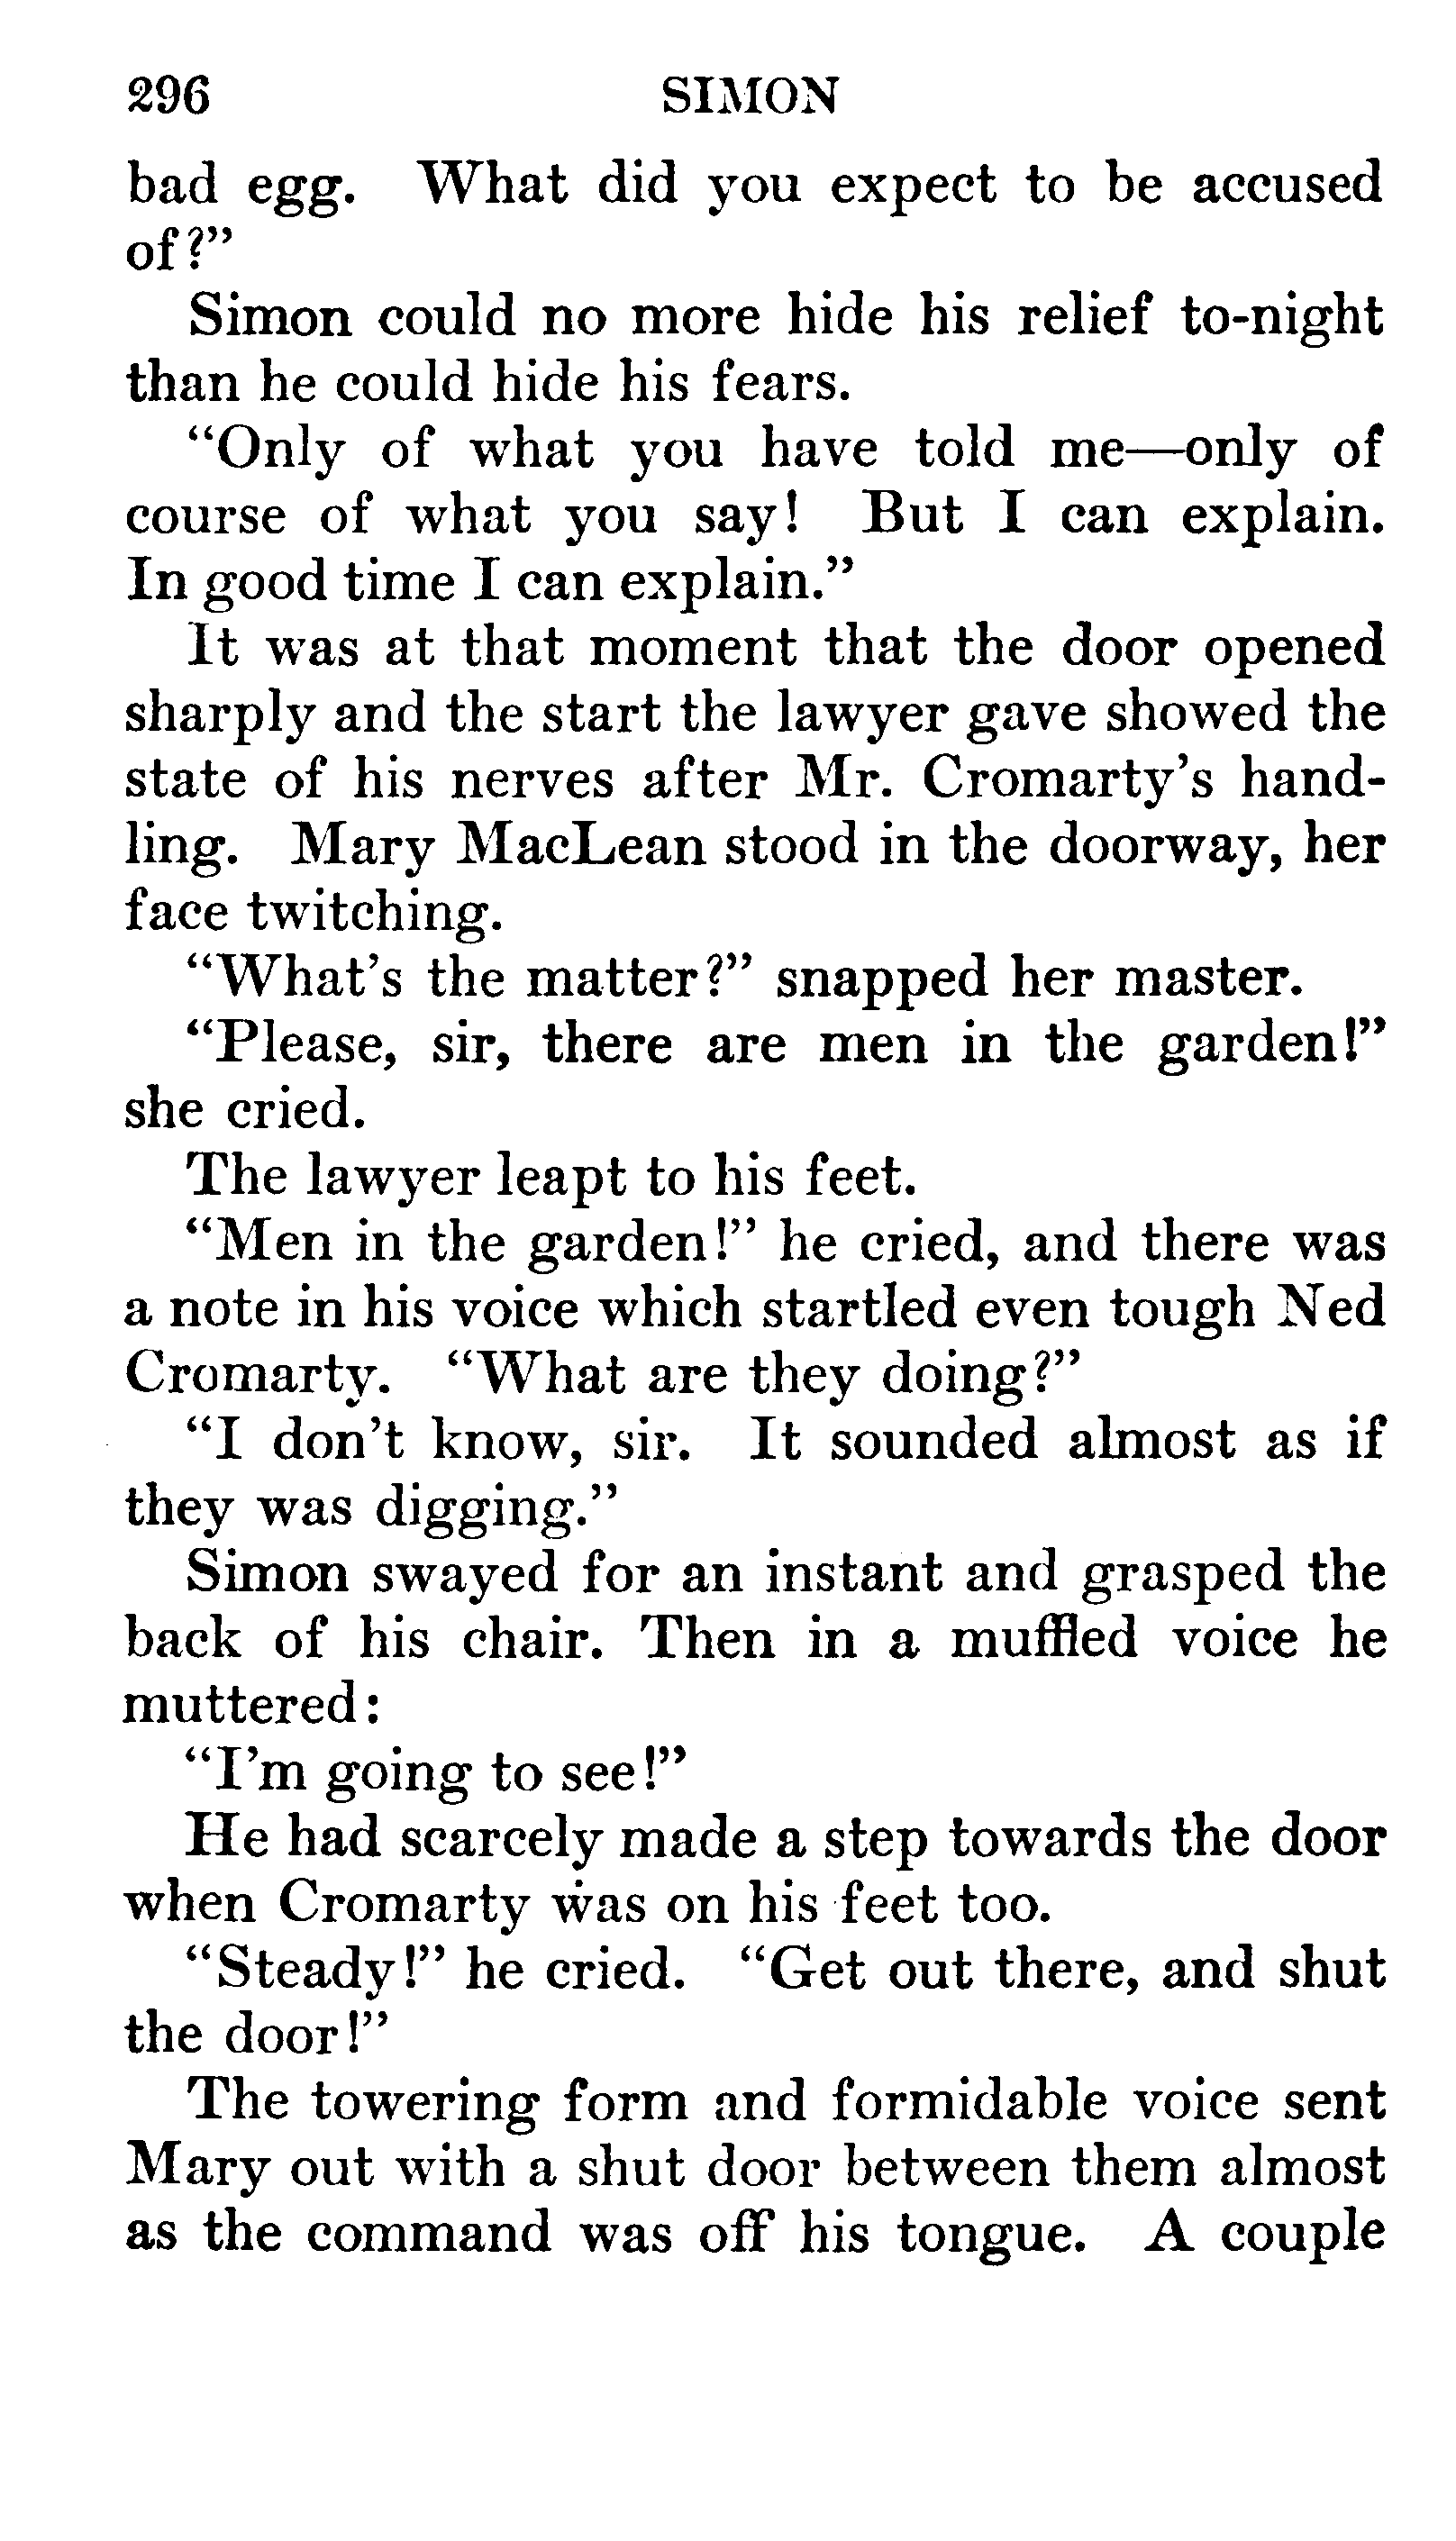 296 SIMON
bad egg. What did you expect to be accused
of?"
Simon could no more hide his relief to-night
than he could hide his fears.
"Only of what you have told me—only of
course of what you say! But I can explain.
In good time I can explain."
It was at that moment that the door opened
sharply and the start the lawyer gave showed the
state of his nerves after Mr. Cromarty's hand-
ling. Mary MacLean stood in the doorway, her
face twitching.
"What's the matter?" snapped her master.
"Please, sir, there are men in the garden!"
she cried.
The lawyer leapt to his feet.
"Men in the garden!" he cried, and there was
a note in his voice which startled even tough Ned
Cromarty. "What are they doing?"
"I don't know, sir. It sounded almost as if
they was digging."
Simon swayed for an instant and grasped the
back of his chair. Then in a muffled voice he
muttered:
"I'm going to see!"
He had scarcely made a step towards the door
when Cromarty was on his feet too.
"Steady!" he cried. "Get out there, and shut
the door!"
The towering form and formidable voice sent
Mary out with a shut door between them almost
as the command was off his tongue. A couple